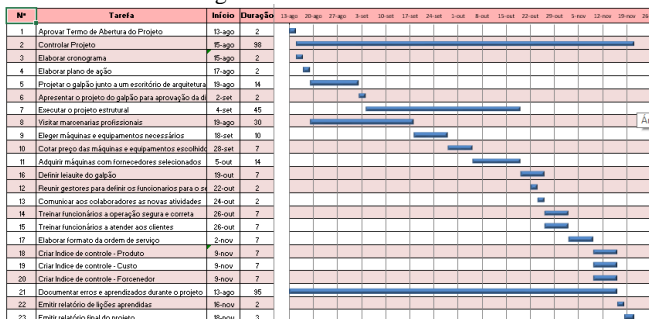 Nº Tarefa Início Duração 13-ago 20-ago 27-ago 3-set 10-set 17-set 24-set 1-out 8-out 15-out 22-out 29-out 5-nov 12-nov 19-nov 26
1 Aprovar Termo de Abertura do Projeto 13-ago 2
2 Controlar Projeto 15-ago 98
3 Elaborar cronograma 15-ago 2
4 Elaborar plano de ação 17-ago 2
5 Projetar o galpão junto a um escritório de arquitetura 19-ago 14
6 Apresentar o projeto do galpão para aprovação da di 2-set 2
7 Executar o projeto estrutural 4-set 45
8 Visitar marcenarias profissionais 19-ago 30
9 Eleger máquinas e equipamentos necessários 18-set 10
10 Cotar preço das máquinas e equipamentos escolhido 28-set 7
11 Adquirir máquinas com fornecedores selecionados 5-out 14
16 Definir leiaute do galpão 19-out 7
12 Reunir gestores para definir os funcionarios para o se 22-out 2
13 Comunicar aos colaboradores as novas atividades 24-out 2
14 Treinar funcionários a operação segura e correta 26-out 7
15 Treinar funcionários a atender aos clientes 26-out 7
17 Elaborar formato da ordem de serviço 2-nov 7
18 Criar Indice de controle - Produto 9-nov 7
19 Criar Indice de controle - Custo 9-nov 7
20 Criar Indice de controle - Forcenedor 9-nov 7
21 Documentar erros e aprendizados durante o projeto 13-ago 95
22 Emitir relatório de lições aprendidas 16-nov 2
23 Emitir relatório final do projeto 18-nov 3